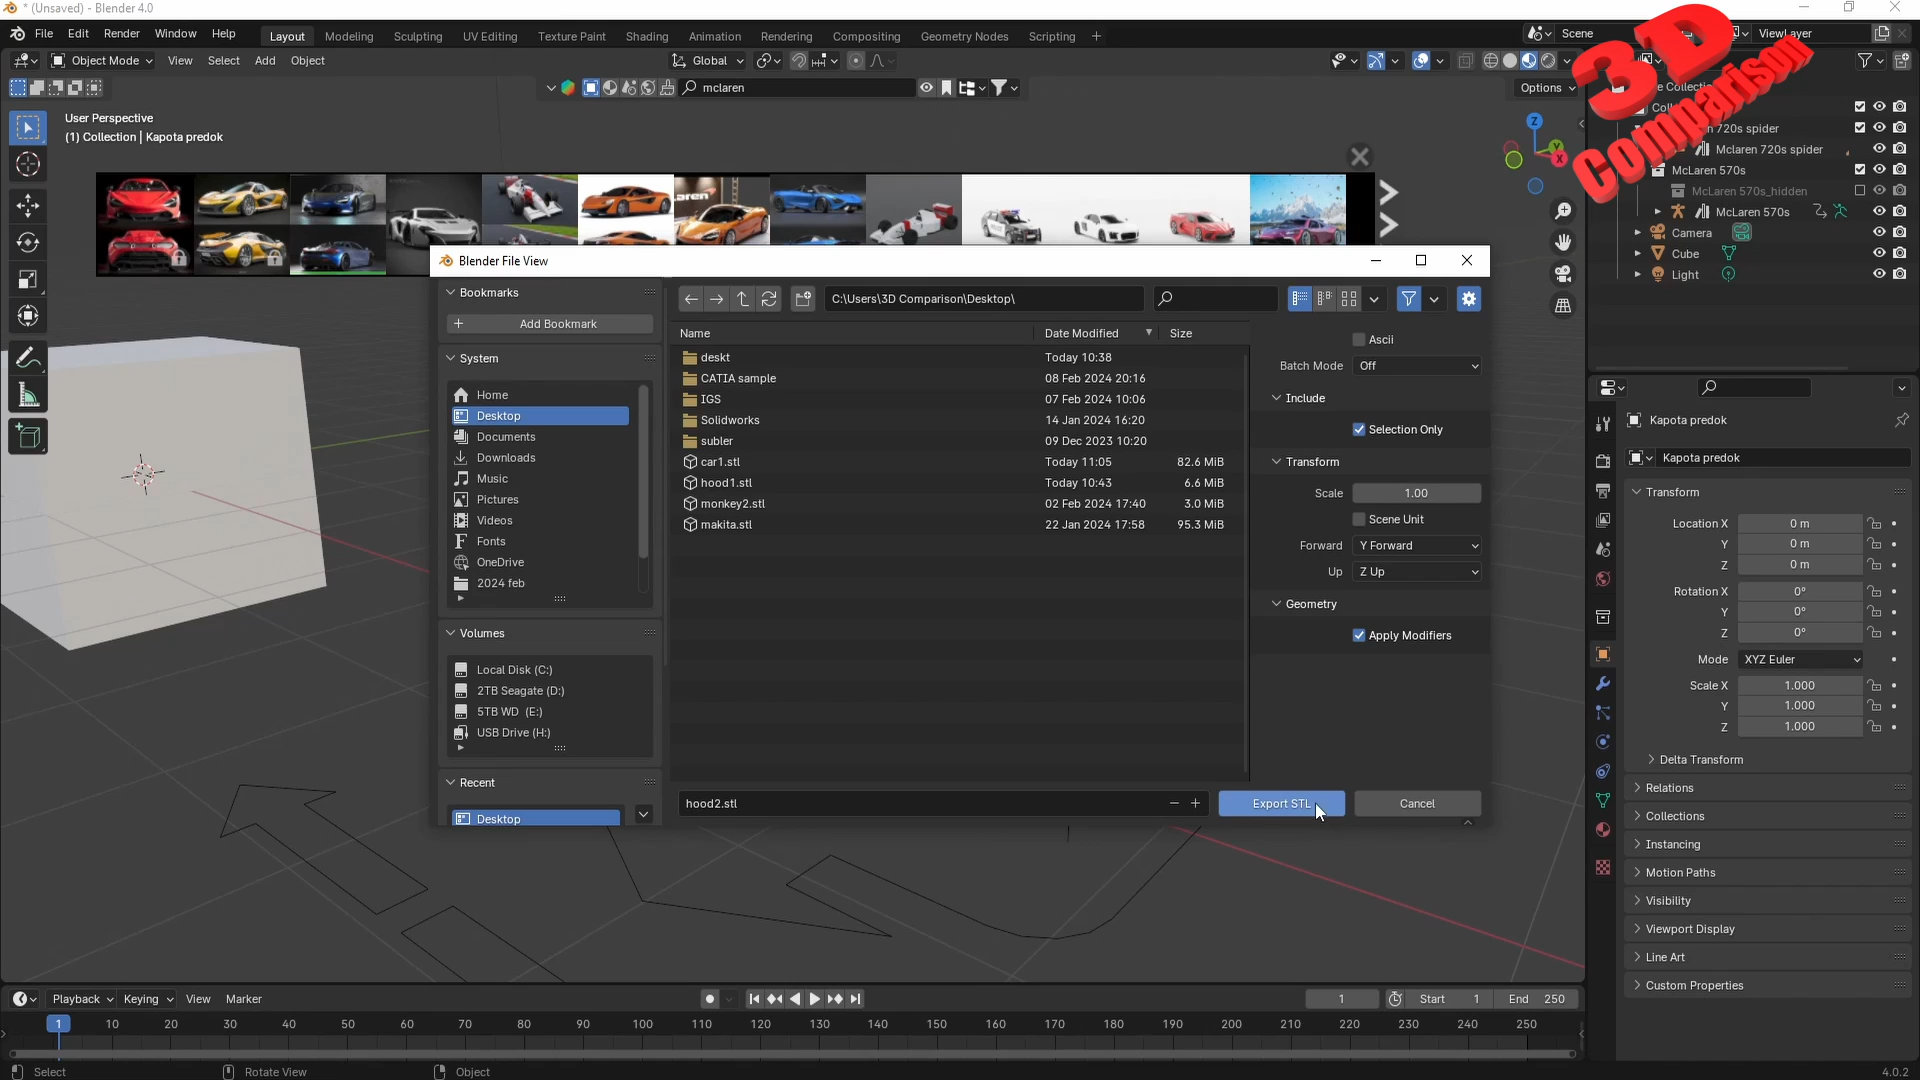 * (Unsaved) - Blender 4.0
File Edit Render Window Help
Layout Modeling Sculpting UV Editing Texture Paint Shading Animation Rendering Compositing Geometry Nodes Scripting +
Scene
ViewLayer
Object Mode View Select Add Object
Global
mclaren
Options
User Perspective
(1) Collection | Kapota predok
3D
Comparison
720s spider
Mclaren 720s spider
McLaren 570s
McLaren 570s_hidden
McLaren 570s
Camera
Cube
Light
Z
Y
X
Blender File View
Bookmarks
Add Bookmark
System
Home
Desktop
Documents
Downloads
Music
Pictures
Videos
Fonts
OneDrive
2024 feb
Volumes
Local Disk (C:)
2TB Seagate (D:)
5TB WD (E:)
USB Drive (H:)
Recent
Desktop
C:\Users\3D Comparison\Desktop\
Name Date Modified Size
deskt Today 10:38
CATIA sample 08 Feb 2024 20:16
IGS 07 Feb 2024 10:06
Solidworks 14 Jan 2024 16:20
subler 09 Dec 2023 10:20
car1.stl Today 11:05 82.6 MiB
hood1.stl Today 10:43 6.6 MiB
monkey2.stl 02 Feb 2024 17:40 3.0 MiB
makita.stl 22 Jan 2024 17:58 95.3 MiB
Ascii
Batch Mode Off
Include
Selection Only
Transform
Scale 1.00
Scene Unit
Forward Y Forward
Up Z Up
Geometry
Apply Modifiers
hood2.stl
Export STL
Cancel
Kapota predok
Kapota predok
Transform
Location X 0 m
Y 0 m
Z 0 m
Rotation X 0°
Y 0°
Z 0°
Mode XYZ Euler
Scale X 1.000
Y 1.000
Z 1.000
Delta Transform
Relations
Collections
Instancing
Motion Paths
Visibility
Viewport Display
Line Art
Custom Properties
Playback Keying View Marker
1 Start 1 End 250
1 10 20 30 40 50 60 70 80 90 100 110 120 130 140 150 160 170 180 190 200 210 220 230 240 250
Select Rotate View Object
4.0.2